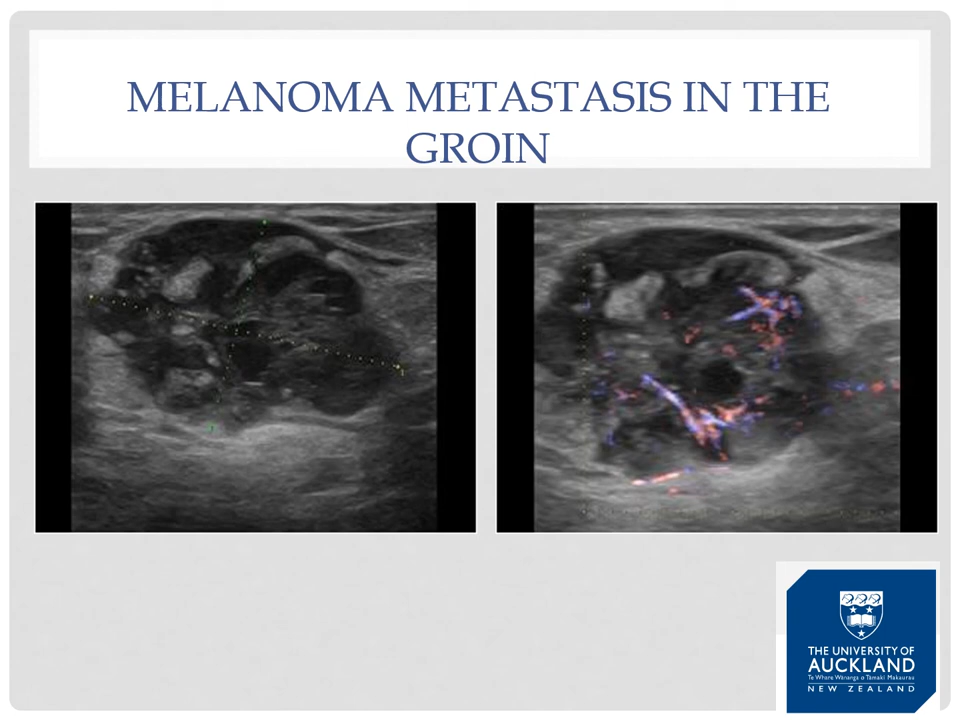 MELANOMA METASTASIS IN THE
GROIN
THE UNIVERSITY OF
AUCKLAND
Te Whare Wānanga o Tāmaki Makaurau
NEW ZEALAND